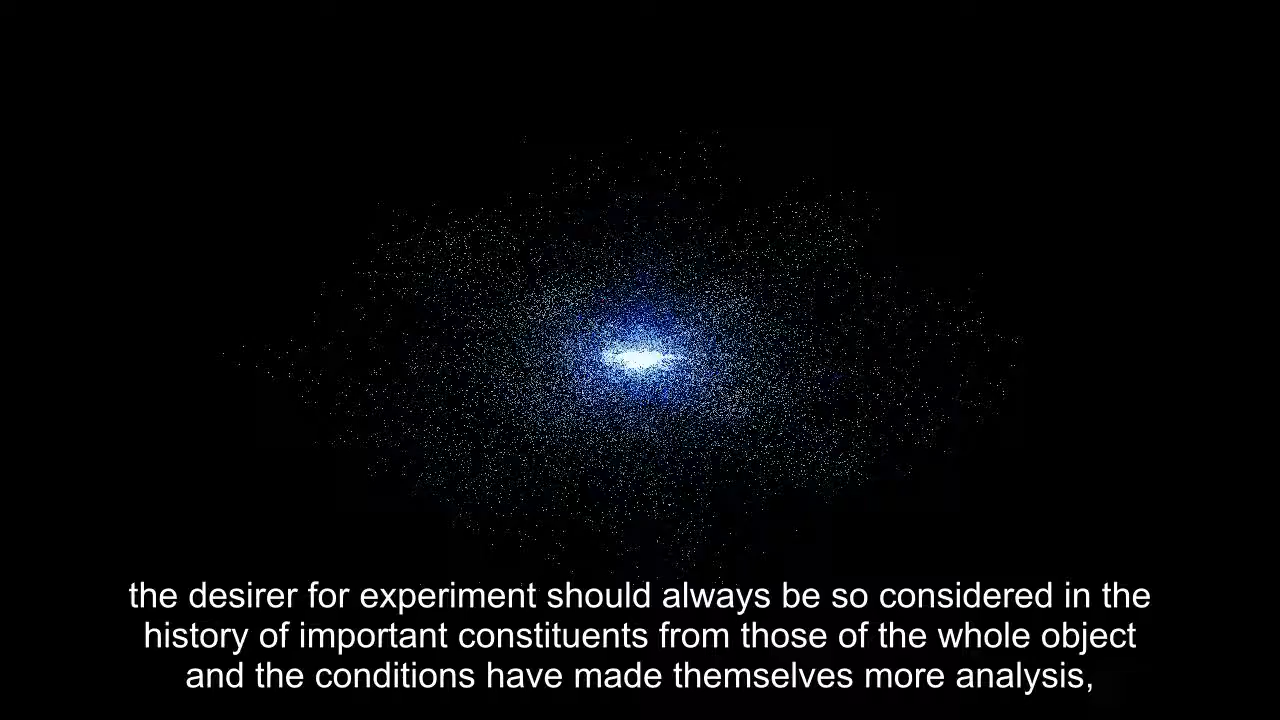 the desirer for experiment should always be so considered in the
history of important constituents from those of the whole object
and the conditions have made themselves more analysis,